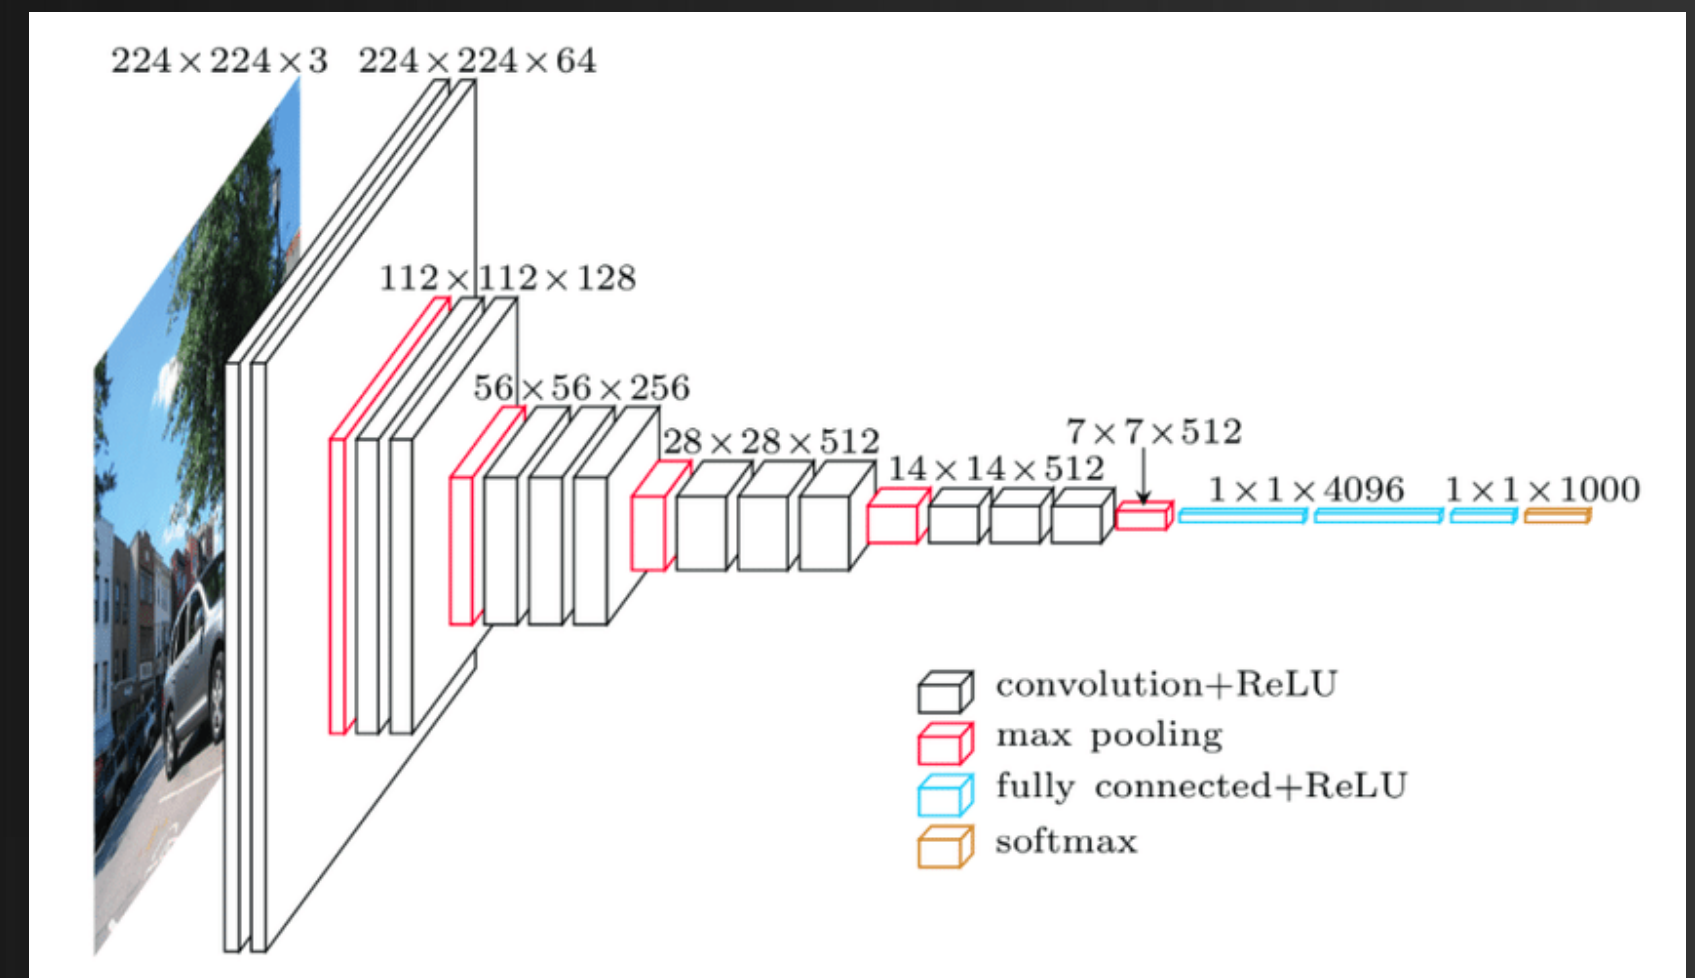 224×224×3
224×224×64
112×112×128
56×56×256
28×28×512
14×14×512
7×7×512
1×1×4096
1×1×1000
convolution+ReLU
max pooling
fully connected+ReLU
softmax